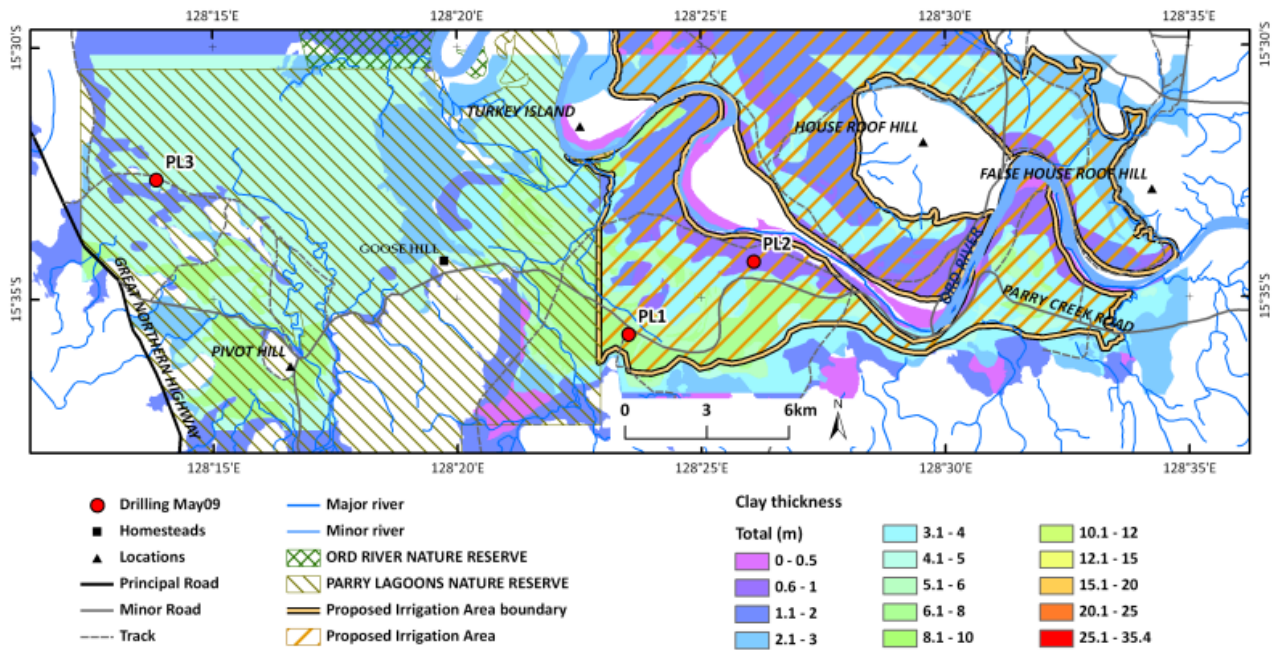 128°15'E 128°20'E 128°25'E 128°30'E 128°35'E
15°30'S 15°30'S
TURKEY ISLAND
HOUSE ROOF HILL
PL3
FALSE HOUSE ROOF HILL
GOOSE HILL
PL2
ORD RIVER
GREAT NORTHERN HIGHWAY
15°35'S 15°35'S
PARRY CREEK ROAD
PL1
PIVOT HILL
0 3 6km
N
128°15'E 128°20'E 128°25'E 128°30'E 128°35'E
Drilling May09
Homesteads
Locations
Principal Road
Minor Road
Track
Major river
Minor river
ORD RIVER NATURE RESERVE
PARRY LAGOONS NATURE RESERVE
Proposed Irrigation Area boundary
Proposed Irrigation Area
Clay thickness
Total (m)
0 - 0.5
0.6 - 1
1.1 - 2
2.1 - 3
3.1 - 4
4.1 - 5
5.1 - 6
6.1 - 8
8.1 - 10
10.1 - 12
12.1 - 15
15.1 - 20
20.1 - 25
25.1 - 35.4